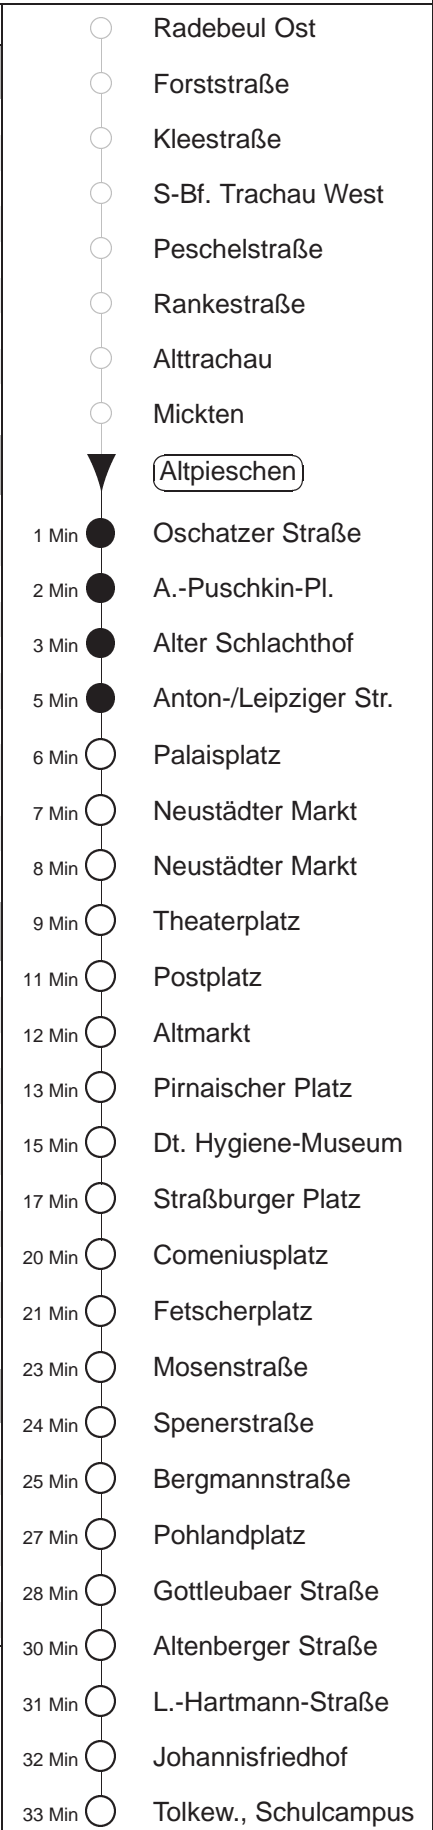 Radebeul Ost
Forststraße
Kleestraße
S-Bf. Trachau West
Peschelstraße
Rankestraße
Alttrachau
Mickten
Altpieschen
1 Min Oschatzer Straße
2 Min A.-Puschkin-Pl.
3 Min Alter Schlachthof
5 Min Anton-/Leipziger Str.
6 Min Palaisplatz
7 Min Neustädter Markt
8 Min Neustädter Markt
9 Min Theaterplatz
11 Min Postplatz
12 Min Altmarkt
13 Min Pirnaischer Platz
15 Min Dt. Hygiene-Museum
17 Min Straßburger Platz
20 Min Comeniusplatz
21 Min Fetscherplatz
23 Min Mosenstraße
24 Min Spenerstraße
25 Min Bergmannstraße
27 Min Pohlandplatz
28 Min Gottleubaer Straße
30 Min Altenberger Straße
31 Min L.-Hartmann-Straße
32 Min Johannisfriedhof
33 Min Tolkew., Schulcampus